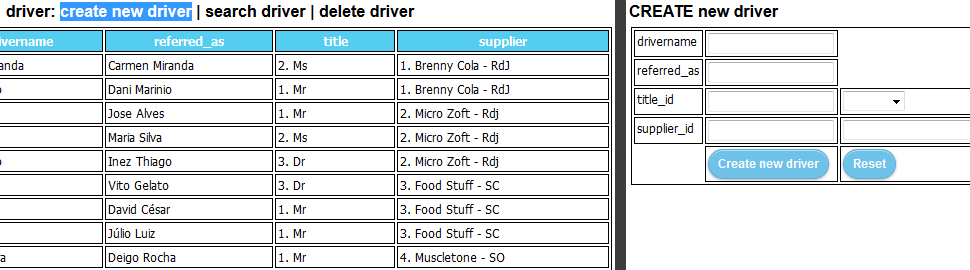 driver: create new driver | search driver | delete driver
ivername referred_as title supplier
anda Carmen Miranda 2. Ms 1. Brenny Cola - RdJ
o Dani Marinio 1. Mr 1. Brenny Cola - RdJ
Jose Alves 1. Mr 2. Micro Zoft - Rdj
Maria Silva 2. Ms 2. Micro Zoft - Rdj
o Inez Thiago 3. Dr 2. Micro Zoft - Rdj
Vito Gelato 3. Dr 3. Food Stuff - SC
David César 1. Mr 3. Food Stuff - SC
Júlio Luiz 1. Mr 3. Food Stuff - SC
a Deigo Rocha 1. Mr 4. Muscletone - SO
CREATE new driver
drivername
referred_as
title_id
supplier_id
Create new driver Reset